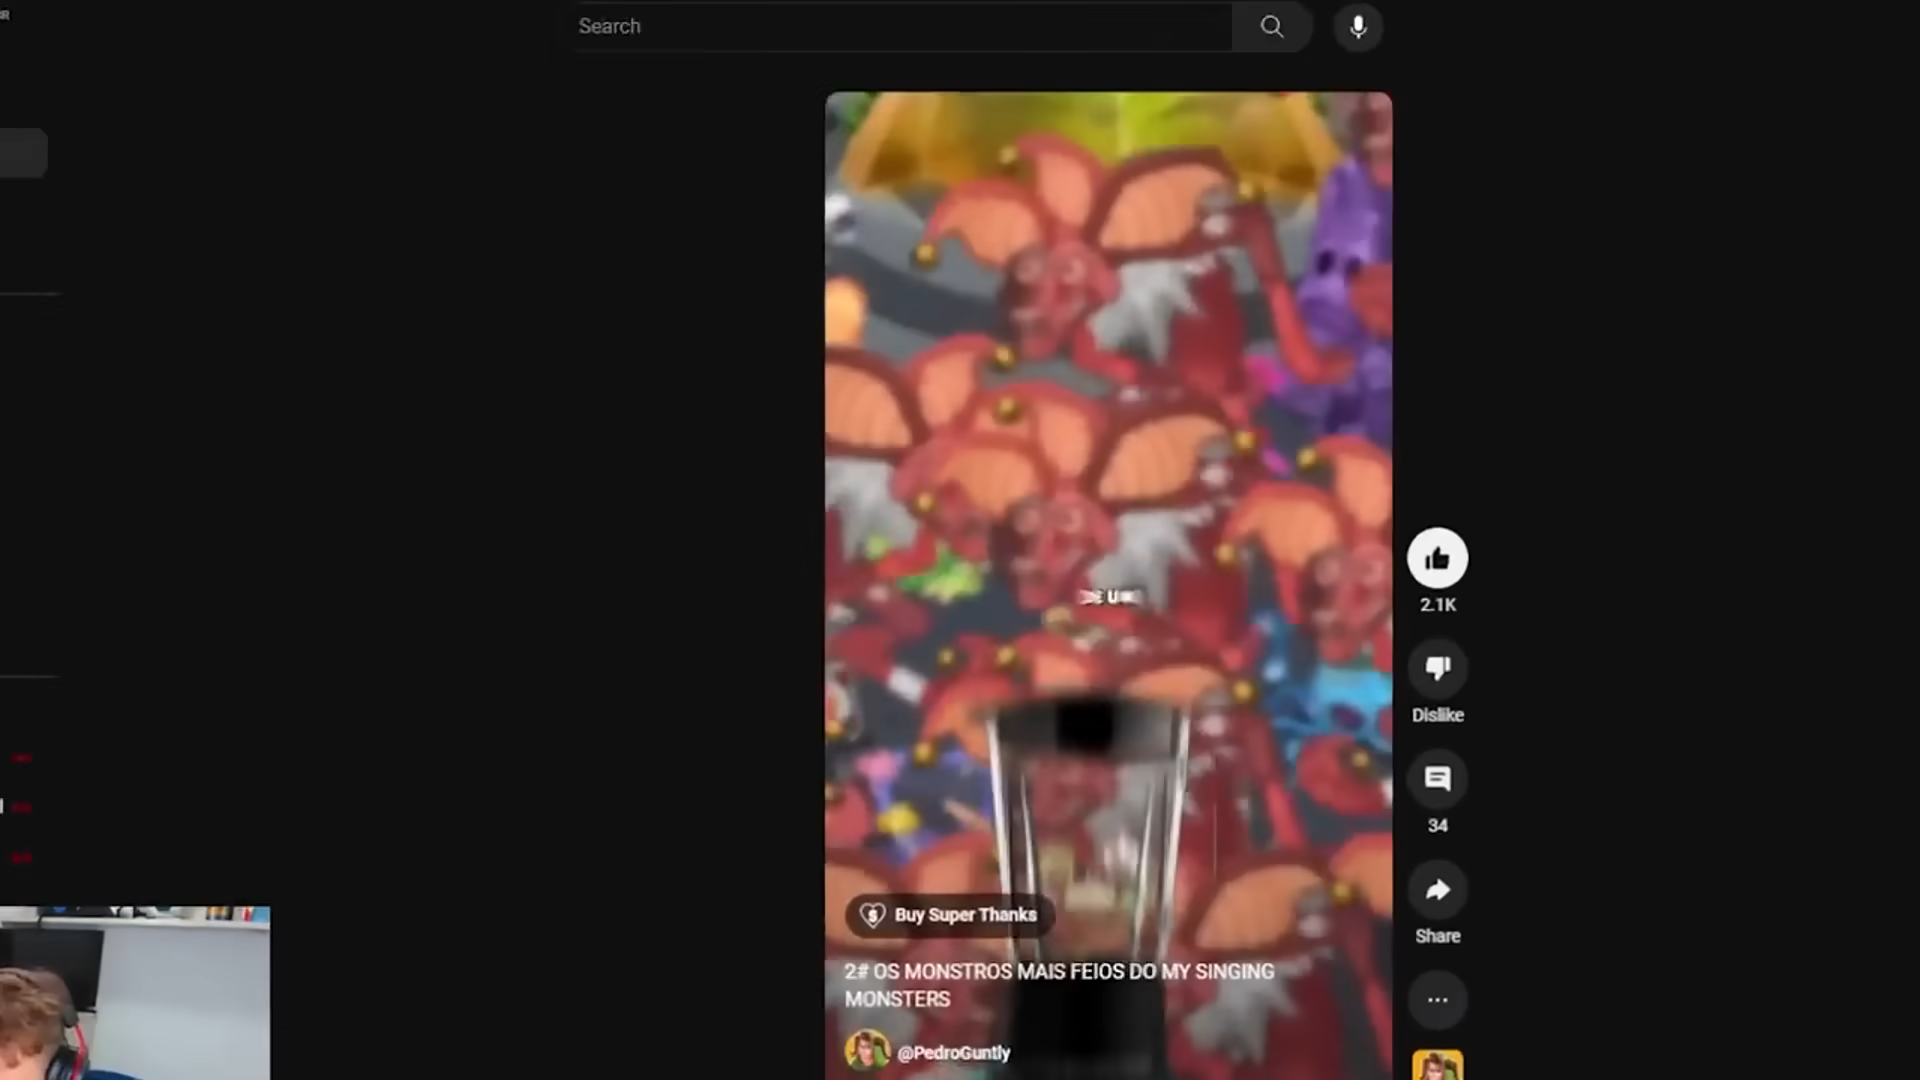 BR
Search
2.1K
Dislike
34
Share
Buy Super Thanks
2# OS MONSTROS MAIS FEIOS DO MY SINGING
MONSTERS
@PedroGuntly